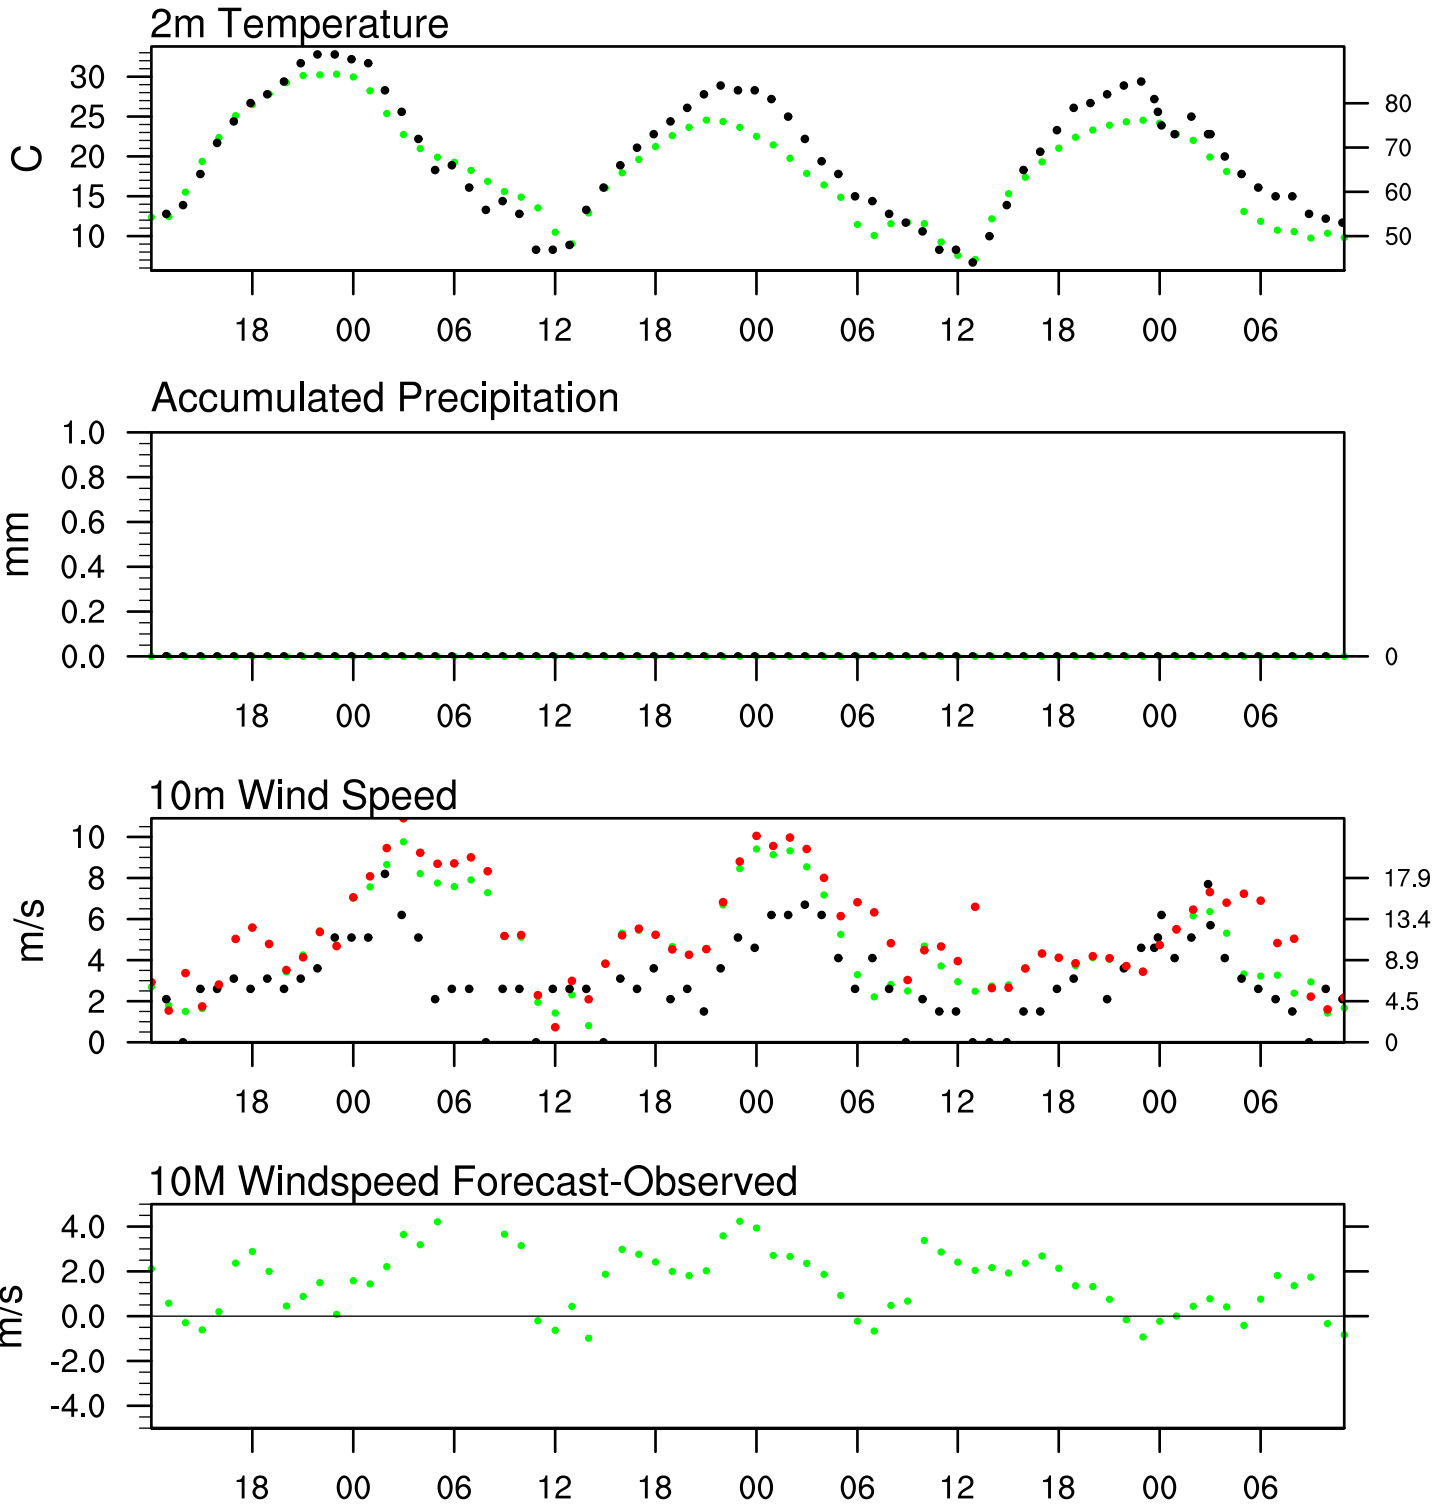 2m Temperature
C
30
25
20
15
10
80
70
60
50
18 00 06 12 18 00 06 12 18 00 06
Accumulated Precipitation
mm
1.0
0.8
0.6
0.4
0.2
0.0
0
18 00 06 12 18 00 06 12 18 00 06
10m Wind Speed
m/s
10
8
6
4
2
0
17.9
13.4
8.9
4.5
0
18 00 06 12 18 00 06 12 18 00 06
10M Windspeed Forecast-Observed
m/s
4.0
2.0
0.0
-2.0
-4.0
18 00 06 12 18 00 06 12 18 00 06